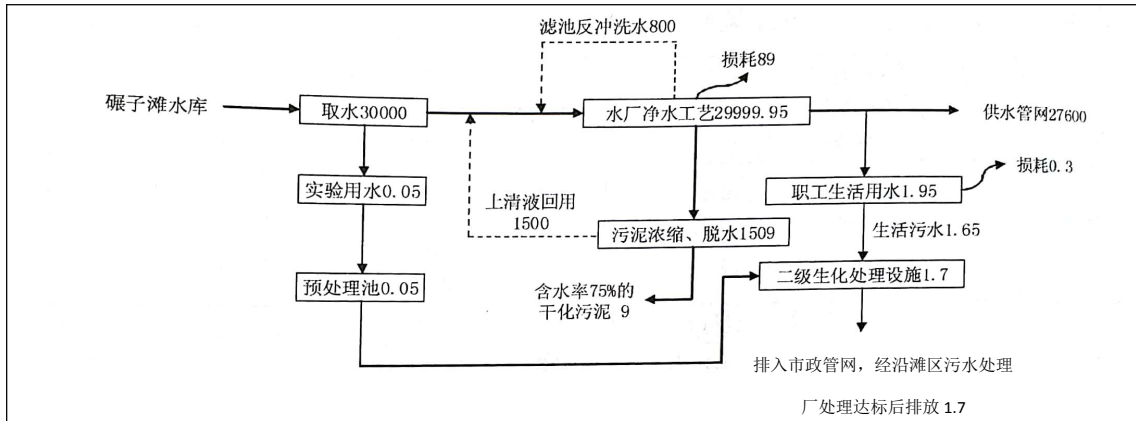 滤池反冲洗水800
损耗89
碾子滩水库
取水30000
水厂净水工艺29999.95
供水管网27600
实验用水0.05
上清液回用
1500
职工生活用水1.95
损耗0.3
污泥浓缩、脱水1509
生活污水1.65
预处理池0.05
含水率75%的
干化污泥 9
二级生化处理设施1.7
排入市政管网，经沿滩区污水处理
厂处理达标后排放 1.7